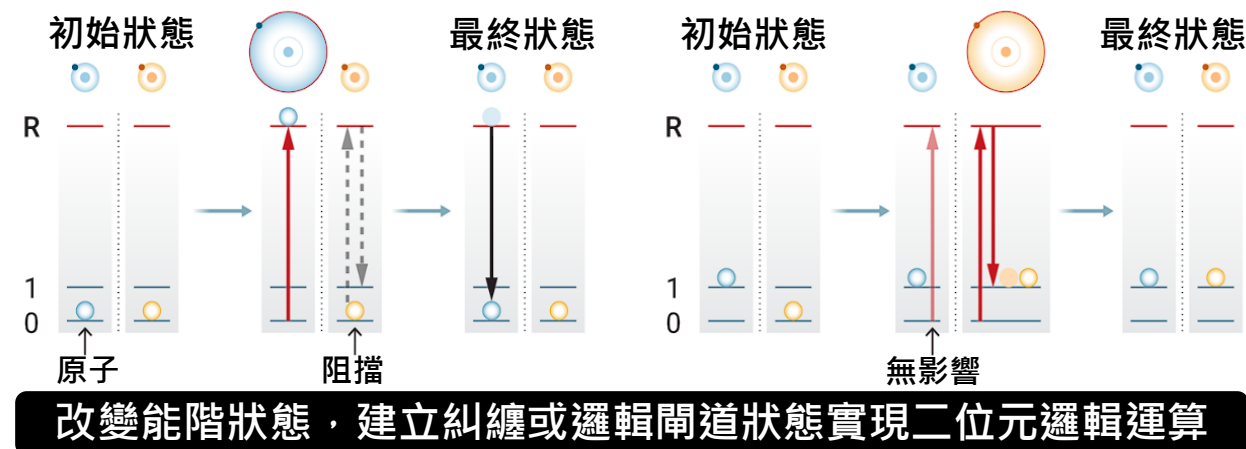 初始狀態
最終狀態
初始狀態
最終狀態
R
R
1
1
0
0
原子
阻擋
無影響
改變能階狀態，建立糾纏或邏輯閘道狀態實現二位元邏輯運算